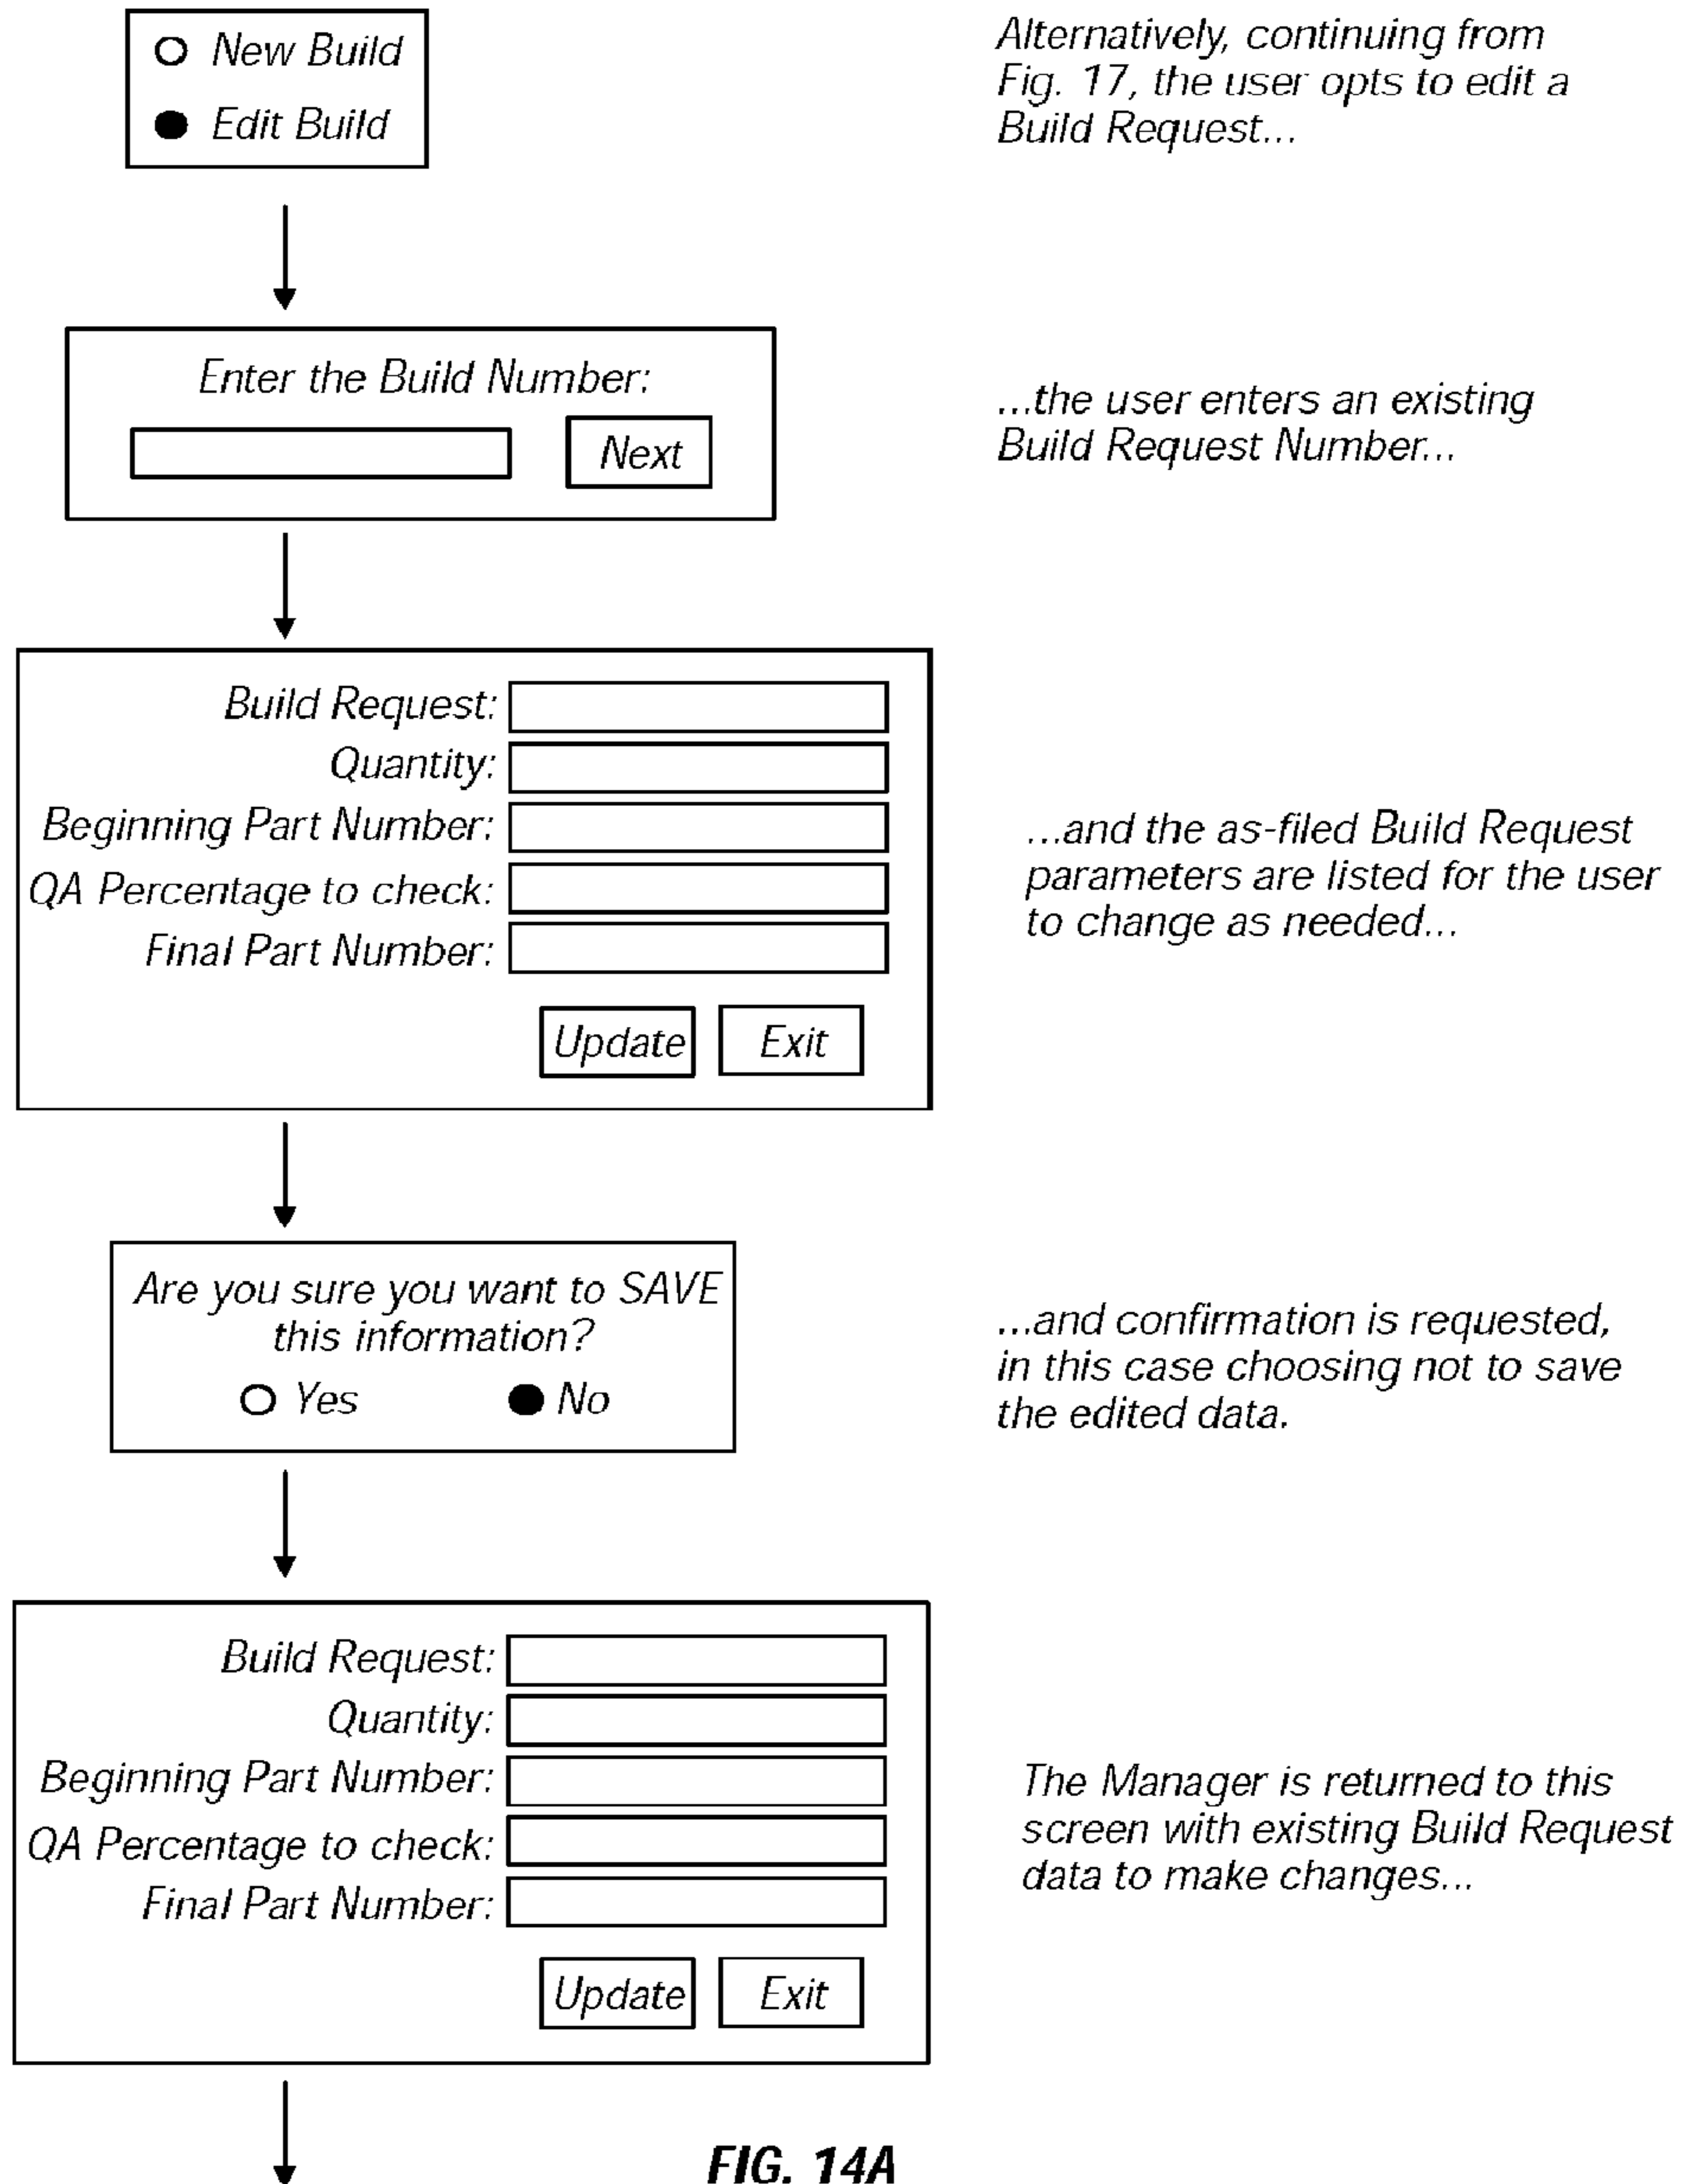 New Build
Edit Build
Alternatively, continuing from
Fig. 17, the user opts to edit a
Build Request...
Enter the Build Number:
Next
...the user enters an existing
Build Request Number...
Build Request:
Quantity:
Beginning Part Number:
QA Percentage to check:
Final Part Number:
Update Exit
...and the as-filed Build Request
parameters are listed for the user
to change as needed...
Are you sure you want to SAVE
this information?
Yes No
...and confirmation is requested,
in this case choosing not to save
the edited data.
Build Request:
Quantity:
Beginning Part Number:
QA Percentage to check:
Final Part Number:
Update Exit
The Manager is returned to this
screen with existing Build Request
data to make changes...
FIG. 14A